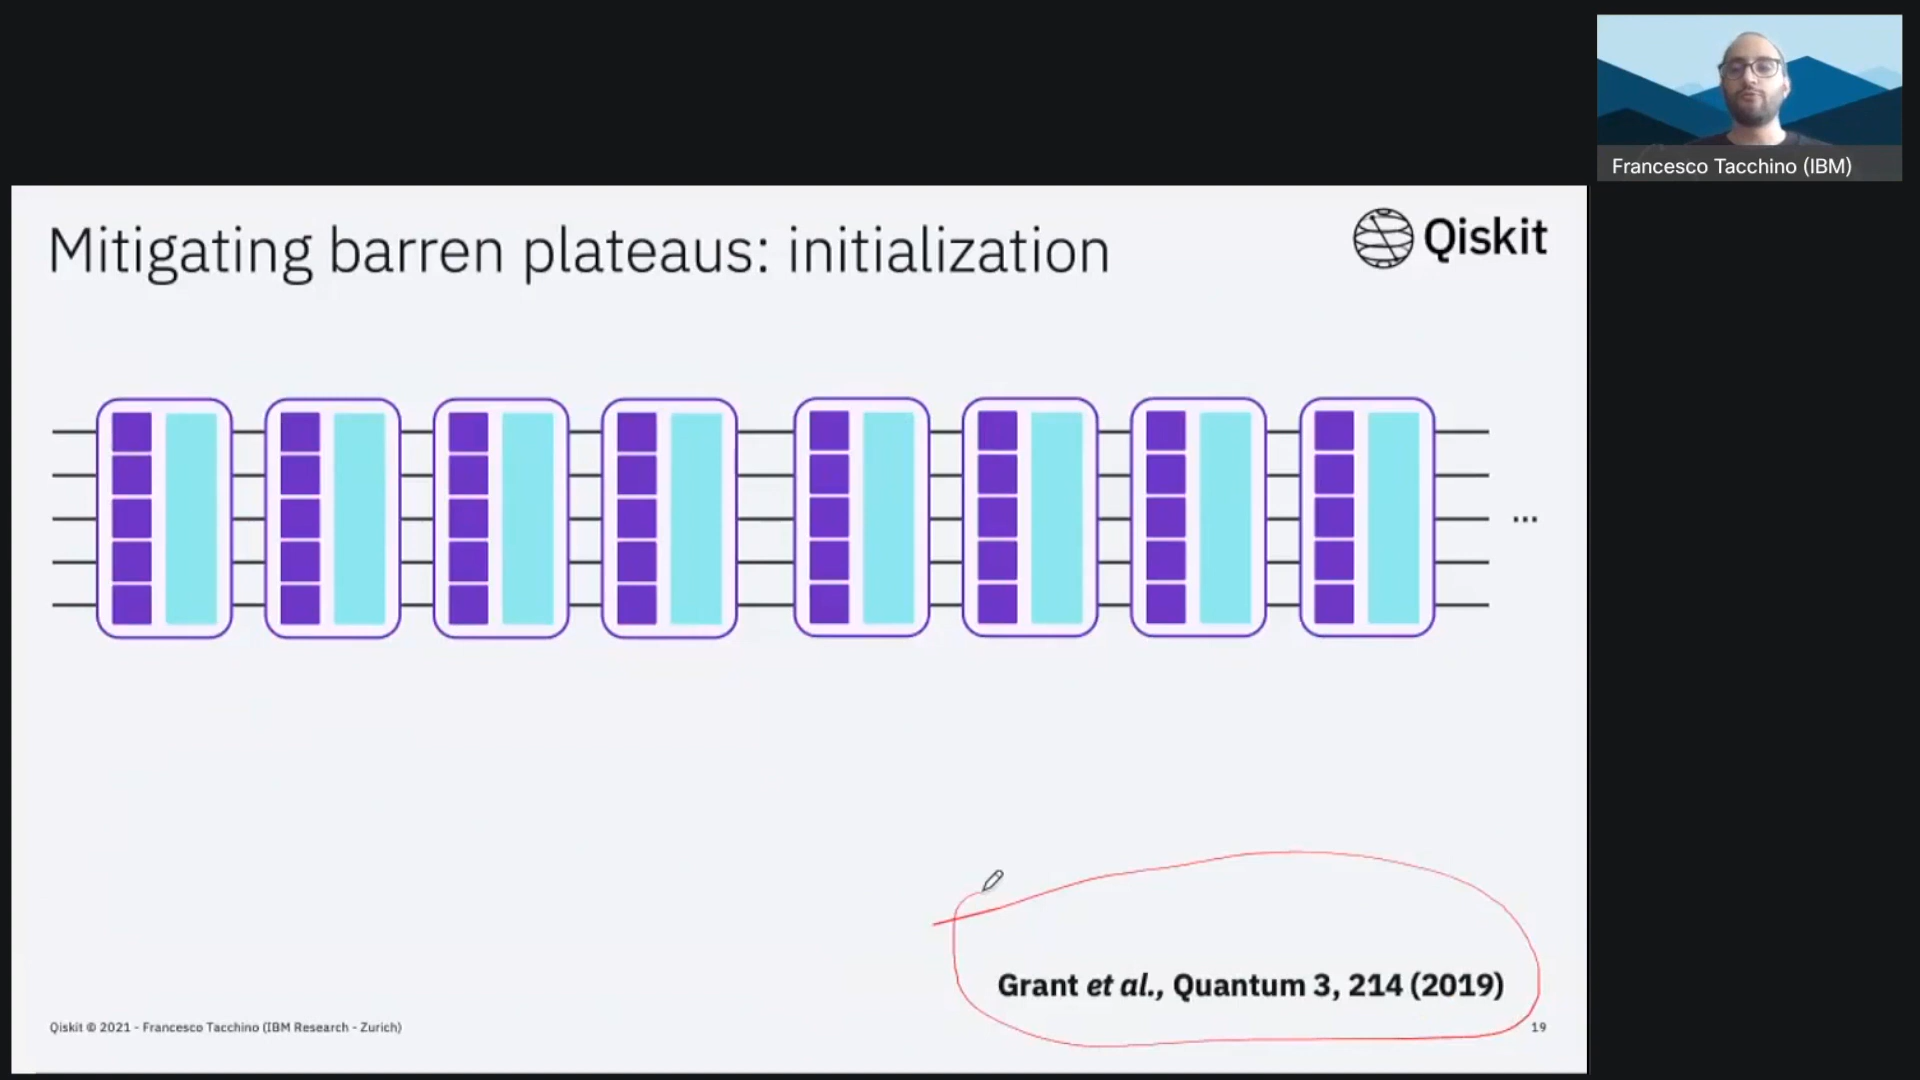 Francesco Tacchino (IBM)
Mitigating barren plateaus: initialization
Qiskit
...
Grant et al., Quantum 3, 214 (2019)
Qiskit © 2021 - Francesco Tacchino (IBM Research - Zurich)
19